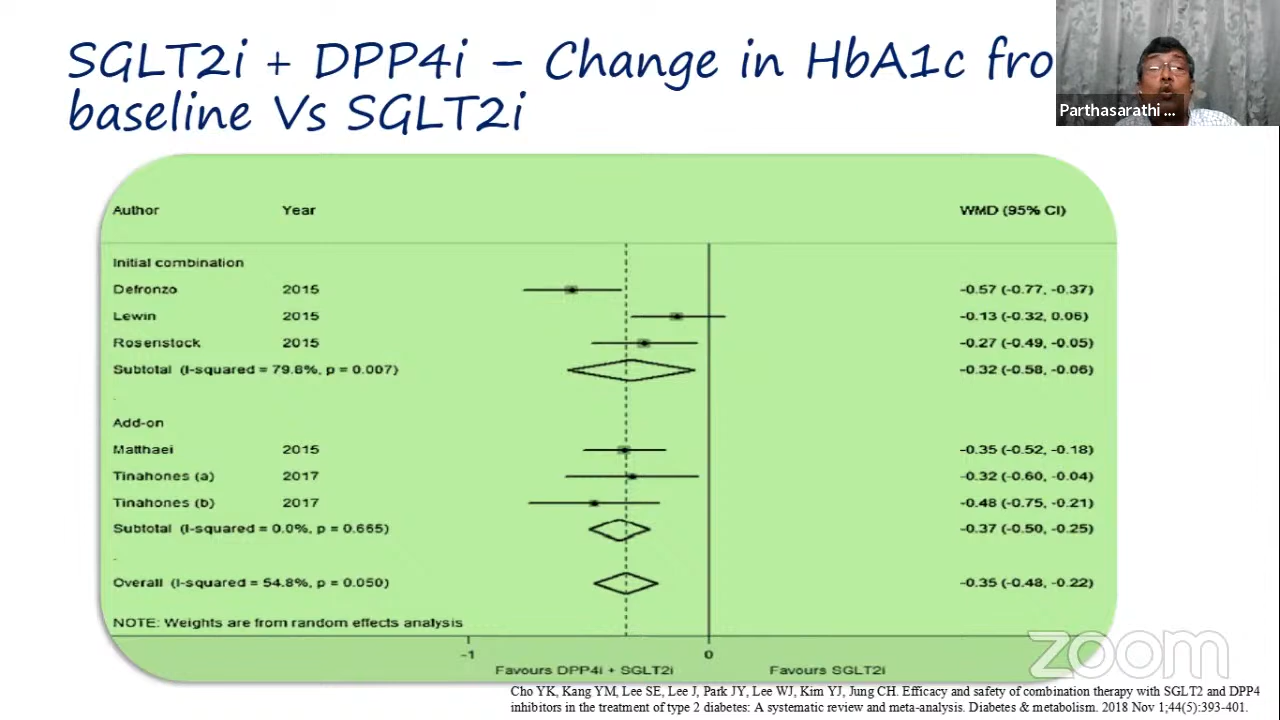 SGLT2i + DPP4i – Change in HbA1c fro
baseline Vs SGLT2i
Parthasarathi ...
Author Year WMD (95% CI)
Initial combination
Defronzo 2015 -0.57 (-0.77, -0.37)
Lewin 2015 -0.13 (-0.32, 0.06)
Rosenstock 2015 -0.27 (-0.49, -0.05)
Subtotal (I-squared = 79.8%, p = 0.007) -0.32 (-0.58, -0.06)
.
Add-on
Matthaei 2015 -0.35 (-0.52, -0.18)
Tinahones (a) 2017 -0.32 (-0.60, -0.04)
Tinahones (b) 2017 -0.48 (-0.75, -0.21)
Subtotal (I-squared = 0.0%, p = 0.665) -0.37 (-0.50, -0.25)
.
Overall (I-squared = 54.8%, p = 0.050) -0.35 (-0.48, -0.22)
NOTE: Weights are from random effects analysis
-1 0
Favours DPP4i + SGLT2i Favours SGLT2i
zoom
Cho YK, Kang YM, Lee SE, Lee J, Park JY, Lee WJ, Kim YJ, Jung CH. Efficacy and safety of combination therapy with SGLT2 and DPP4
inhibitors in the treatment of type 2 diabetes: A systematic review and meta-analysis. Diabetes & metabolism. 2018 Nov 1;44(5):393-401.